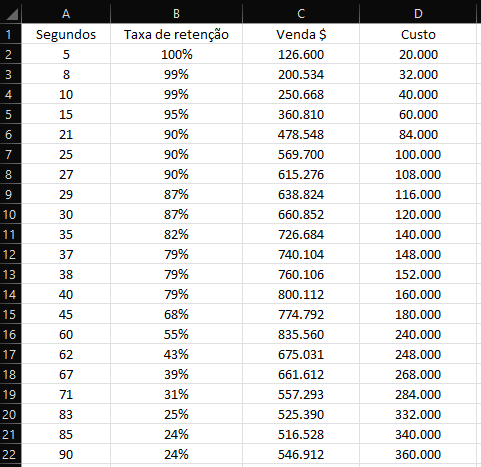 A B C D
1 Segundos Taxa de retenção Venda $ Custo
2 5 100% 126.600 20.000
3 8 99% 200.534 32.000
4 10 99% 250.668 40.000
5 15 95% 360.810 60.000
6 21 90% 478.548 84.000
7 25 90% 569.700 100.000
8 27 90% 615.276 108.000
9 29 87% 638.824 116.000
10 30 87% 660.852 120.000
11 35 82% 726.684 140.000
12 37 79% 740.104 148.000
13 38 79% 760.106 152.000
14 40 79% 800.112 160.000
15 45 68% 774.792 180.000
16 60 55% 835.560 240.000
17 62 43% 675.031 248.000
18 67 39% 661.612 268.000
19 71 31% 557.293 284.000
20 83 25% 525.390 332.000
21 85 24% 516.528 340.000
22 90 24% 546.912 360.000